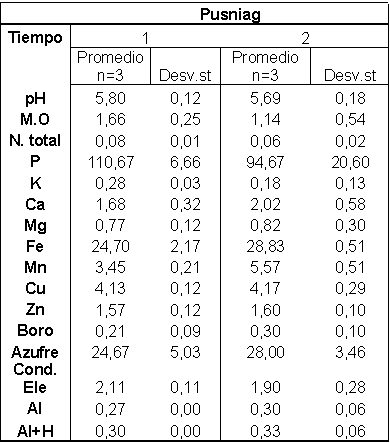 Pusniag
Tiempo 1 2
Promedio n=3 Desv.st Promedio n=3 Desv.st
pH 5,80 0,12 5,69 0,18
M.O 1,66 0,25 1,14 0,54
N. total 0,08 0,01 0,06 0,02
P 110,67 6,66 94,67 20,60
K 0,28 0,03 0,18 0,13
Ca 1,68 0,32 2,02 0,58
Mg 0,77 0,12 0,82 0,30
Fe 24,70 2,17 28,83 0,51
Mn 3,45 0,21 5,57 0,51
Cu 4,13 0,12 4,17 0,29
Zn 1,57 0,12 1,60 0,10
Boro 0,21 0,09 0,30 0,10
Azufre 24,67 5,03 28,00 3,46
Cond.
Ele 2,11 0,11 1,90 0,28
Al 0,27 0,00 0,30 0,06
Al+H 0,30 0,00 0,33 0,06